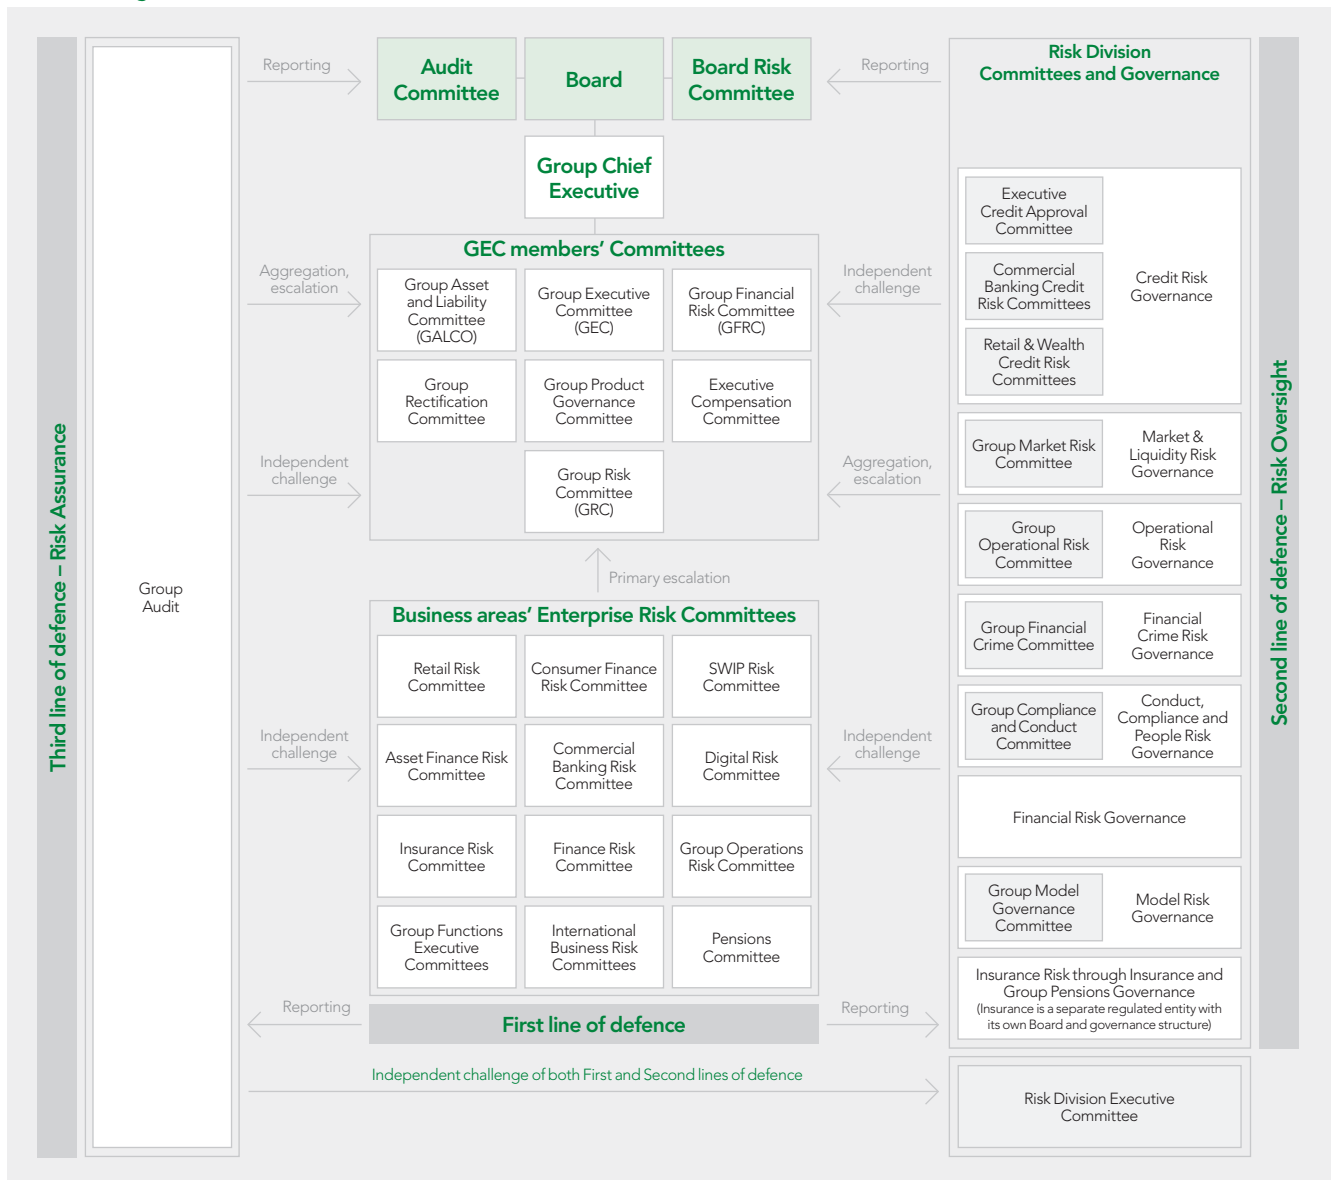 Third line of defence – Risk Assurance
Group
Audit
Reporting
Aggregation,
escalation
Independent
challenge
Independent
challenge
Reporting
Audit
Committee
Board
Board Risk
Committee
Group Chief
Executive
GEC members’ Committees
Group Asset
and Liability
Committee
(GALCO)
Group Executive
Committee
(GEC)
Group Financial
Risk Committee
(GFRC)
Group
Rectification
Committee
Group Product
Governance
Committee
Executive
Compensation
Committee
Group Risk
Committee
(GRC)
Primary escalation
Business areas’ Enterprise Risk Committees
Retail Risk
Committee
Consumer Finance
Risk Committee
SWIP Risk
Committee
Asset Finance Risk
Committee
Commercial
Banking Risk
Committee
Digital Risk
Committee
Insurance Risk
Committee
Finance Risk
Committee
Group Operations
Risk Committee
Group Functions
Executive
Committees
International
Business Risk
Committees
Pensions
Committee
First line of defence
Independent challenge of both First and Second lines of defence
Reporting
Independent
challenge
Aggregation,
escalation
Independent
challenge
Reporting
Risk Division
Committees and Governance
Executive
Credit Approval
Committee
Commercial
Banking Credit
Risk Committees
Retail & Wealth
Credit Risk
Committees
Credit Risk
Governance
Group Market Risk
Committee
Market &
Liquidity Risk
Governance
Group
Operational Risk
Committee
Operational
Risk
Governance
Group Financial
Crime Committee
Financial
Crime Risk
Governance
Group Compliance
and Conduct
Committee
Conduct,
Compliance and
People Risk
Governance
Financial Risk Governance
Group Model
Governance
Committee
Model Risk
Governance
Insurance Risk through Insurance and
Group Pensions Governance
(Insurance is a separate regulated entity with
its own Board and governance structure)
Risk Division Executive
Committee
Second line of defence – Risk Oversight